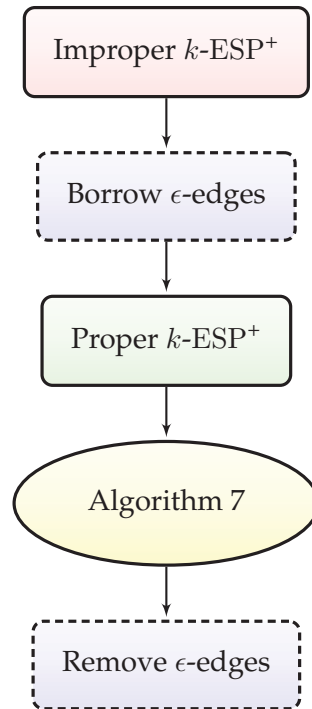 Improper k-ESP⁺
Borrow ϵ-edges
Proper k-ESP⁺
Algorithm 7
Remove ϵ-edges